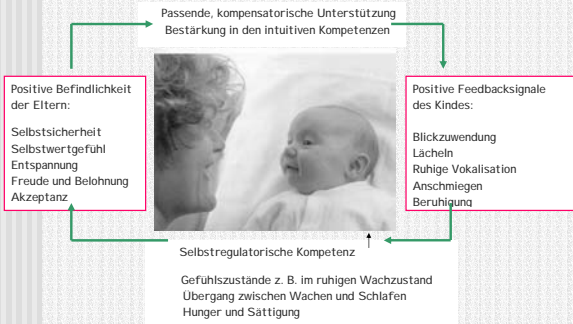 Passende, kompensatorische Unterstützung
Bestärkung in den intuitiven Kompetenzen
Positive Befindlichkeit
der Eltern:
Selbstsicherheit
Selbstwertgefühl
Entspannung
Freude und Belohnung
Akzeptanz
Positive Feedbacksignale
des Kindes:
Blickzuwendung
Lächeln
Ruhige Vokalisation
Anschmiegen
Beruhigung
Selbstregulatorische Kompetenz
Gefühlszustände z. B. im ruhigen Wachzustand
Übergang zwischen Wachen und Schlafen
Hunger und Sättigung